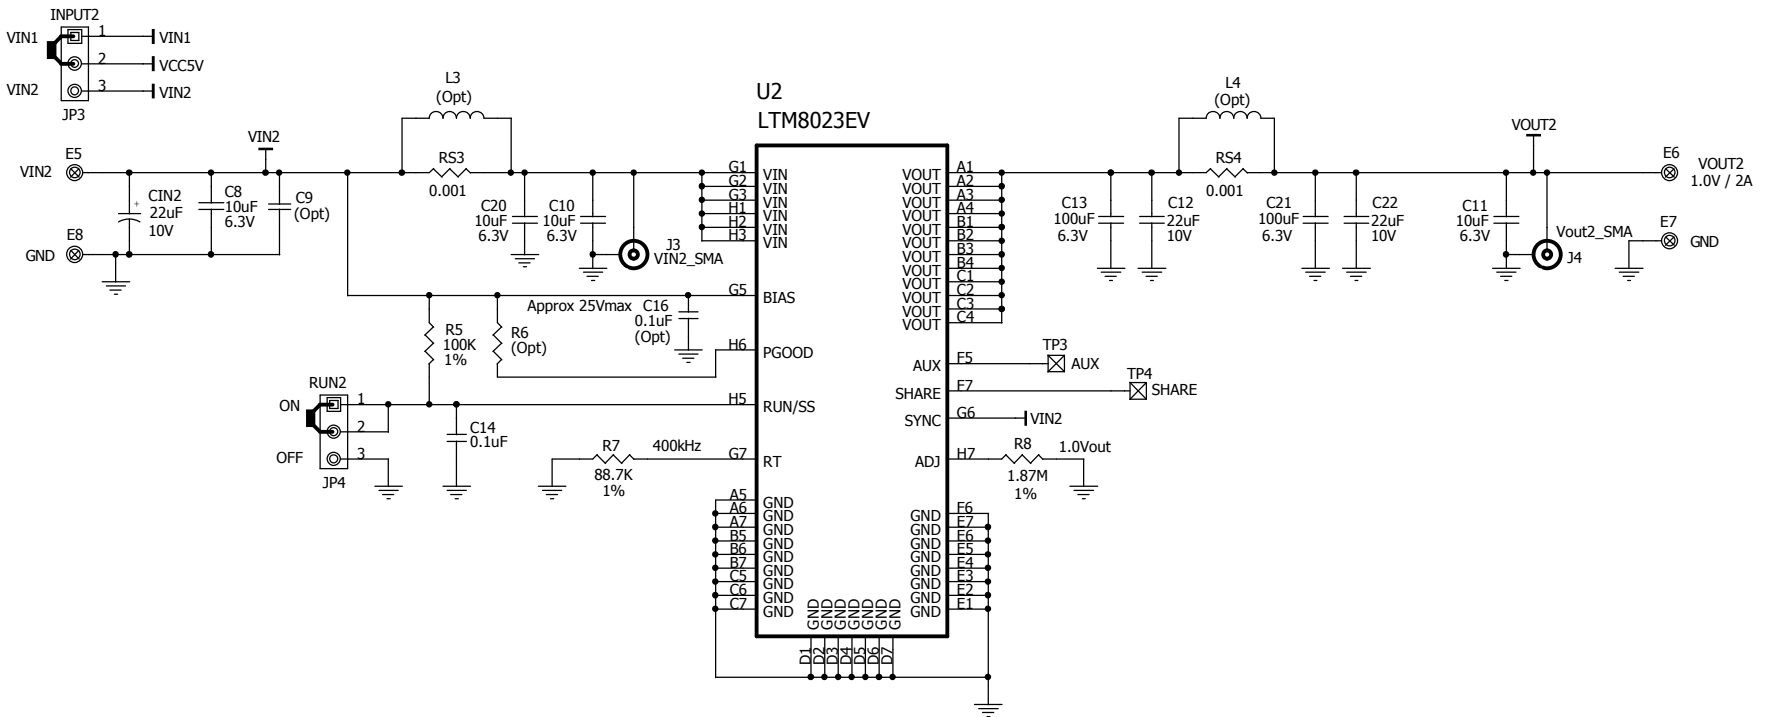 INPUT2
VIN1
1
VIN1
2
VCC5V
VIN2
3
VIN2
JP3
L3
(Opt)
U2
LTM8023EV
L4
(Opt)
VIN2
VOUT2
E5
VIN2
RS3
0.001
RS4
0.001
E6
VOUT2
1.0V / 2A
CIN2
+
22uF
10V
C8
10uF
6.3V
C9
(Opt)
C20
10uF
6.3V
C10
10uF
6.3V
J3
VIN2_SMA
E8
GND
G1
VIN
G2
VIN
G3
VIN
H1
VIN
H2
VIN
H3
VIN
VOUT
A1
VOUT
A2
VOUT
A3
VOUT
A4
VOUT
B1
VOUT
B2
VOUT
B3
VOUT
B4
VOUT
C1
VOUT
C2
VOUT
C3
VOUT
C4
C13
100uF
6.3V
C12
22uF
10V
C21
100uF
6.3V
C22
22uF
10V
C11
10uF
6.3V
Vout2_SMA
J4
E7
GND
G5
BIAS
Approx 25Vmax
C16
0.1uF
(Opt)
R5
100K
1%
R6
(Opt)
H6
PGOOD
AUX
F5
TP3
AUX
SHARE
F7
TP4
SHARE
RUN2
ON
1
2
OFF
3
JP4
H5
RUN/SS
SYNC
G6
VIN2
C14
0.1uF
R7
88.7K
1%
400kHz
G7
RT
ADJ
H7
R8
1.87M
1%
1.0Vout
A5
GND
A6
GND
A7
GND
B5
GND
B6
GND
B7
GND
C5
GND
C6
GND
C7
GND
GND
F6
GND
E7
GND
E6
GND
E5
GND
E4
GND
E3
GND
E2
GND
E1
GND
GND
GND
GND
GND
GND
GND
D1
D2
D3
D4
D5
D6
D7